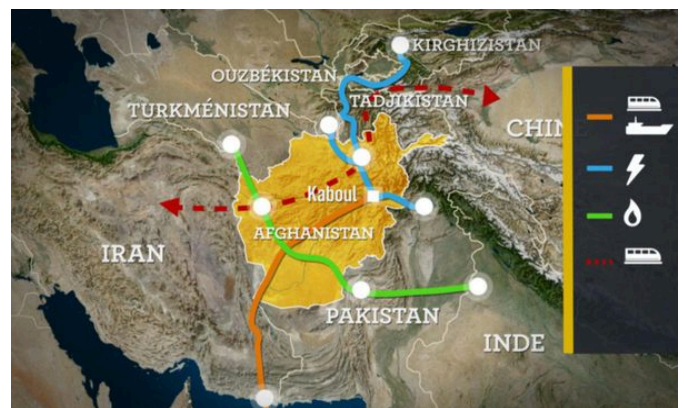 KIRGHIZISTAN
OUZBÉKISTAN
TADJIKISTAN
TURKMÉNISTAN
CHIN
Kaboul
AFGHANISTAN
IRAN
PAKISTAN
INDE